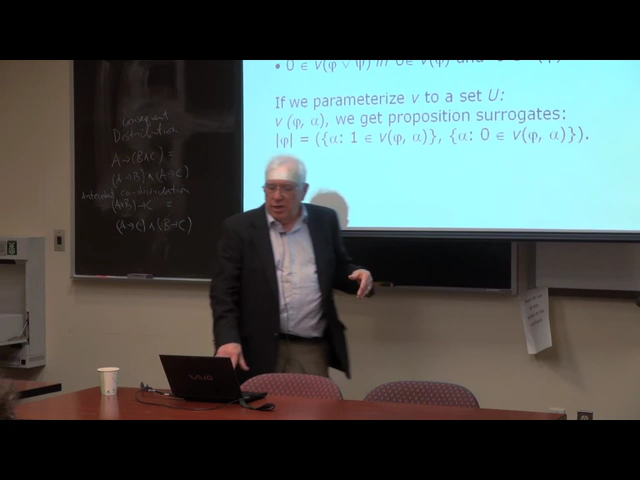 • 0 ∈ v(φ ∨ ψ) iff 0∈ v(φ) and
If we parameterize v to a set U:
v (φ, α), we get proposition surrogates:
|φ| = ({α: 1 ∈ v(φ, α)}, {α: 0 ∈ v(φ, α)}).
Consequent
Distribution
A→(B∧C) =
(A→B) ∧ (A→C)
Antecedent co-distribution
(A∨B)→C =
(A→C) ∧ (B→C)
VAIO